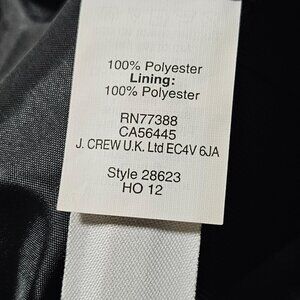 100% Polyester
Lining:
100% Polyester
RN77388
CA56445
J. CREW U.K. Ltd EC4V 6JA
Style 28623
HO 12